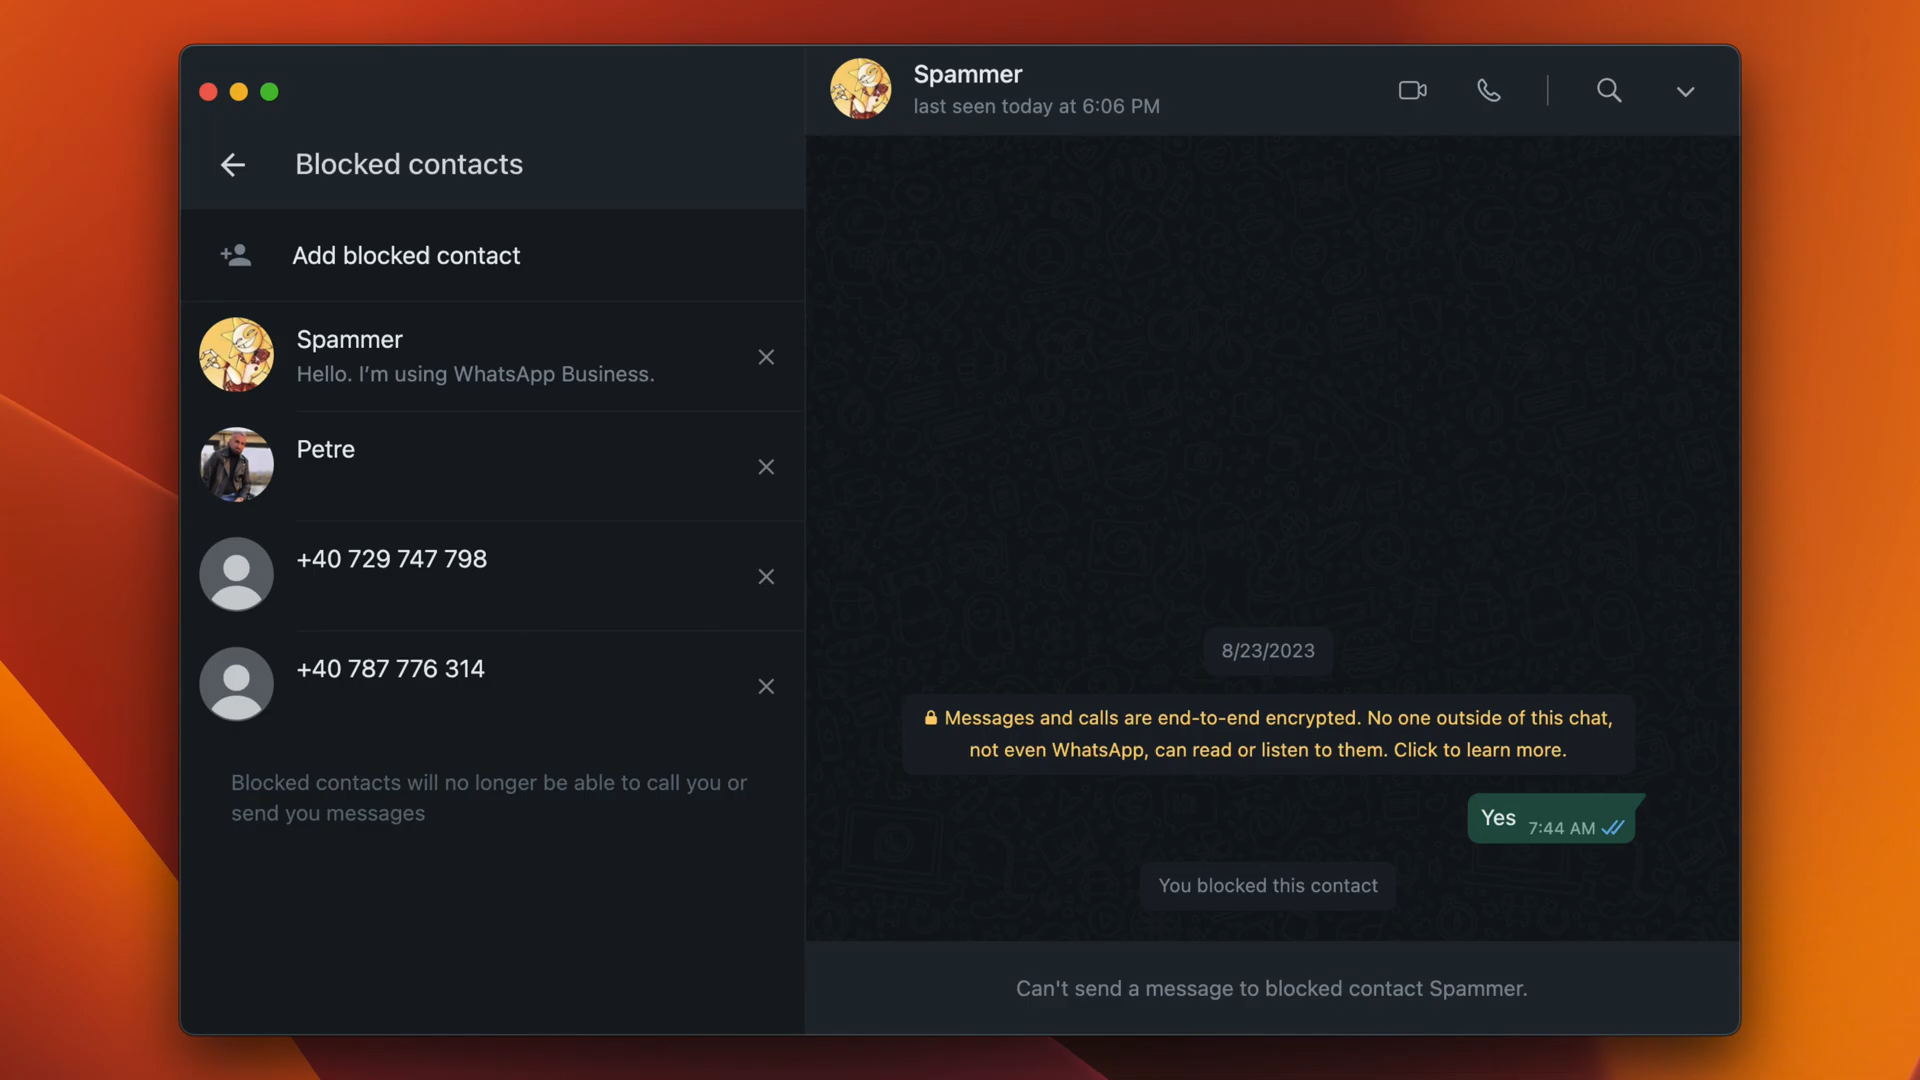 Blocked contacts
Add blocked contact
Spammer
Hello. I’m using WhatsApp Business.
Petre
+40 729 747 798
+40 787 776 314
Blocked contacts will no longer be able to call you or
send you messages
Spammer
last seen today at 6:06 PM
8/23/2023
Messages and calls are end-to-end encrypted. No one outside of this chat,
not even WhatsApp, can read or listen to them. Click to learn more.
Yes 7:44 AM
You blocked this contact
Can't send a message to blocked contact Spammer.